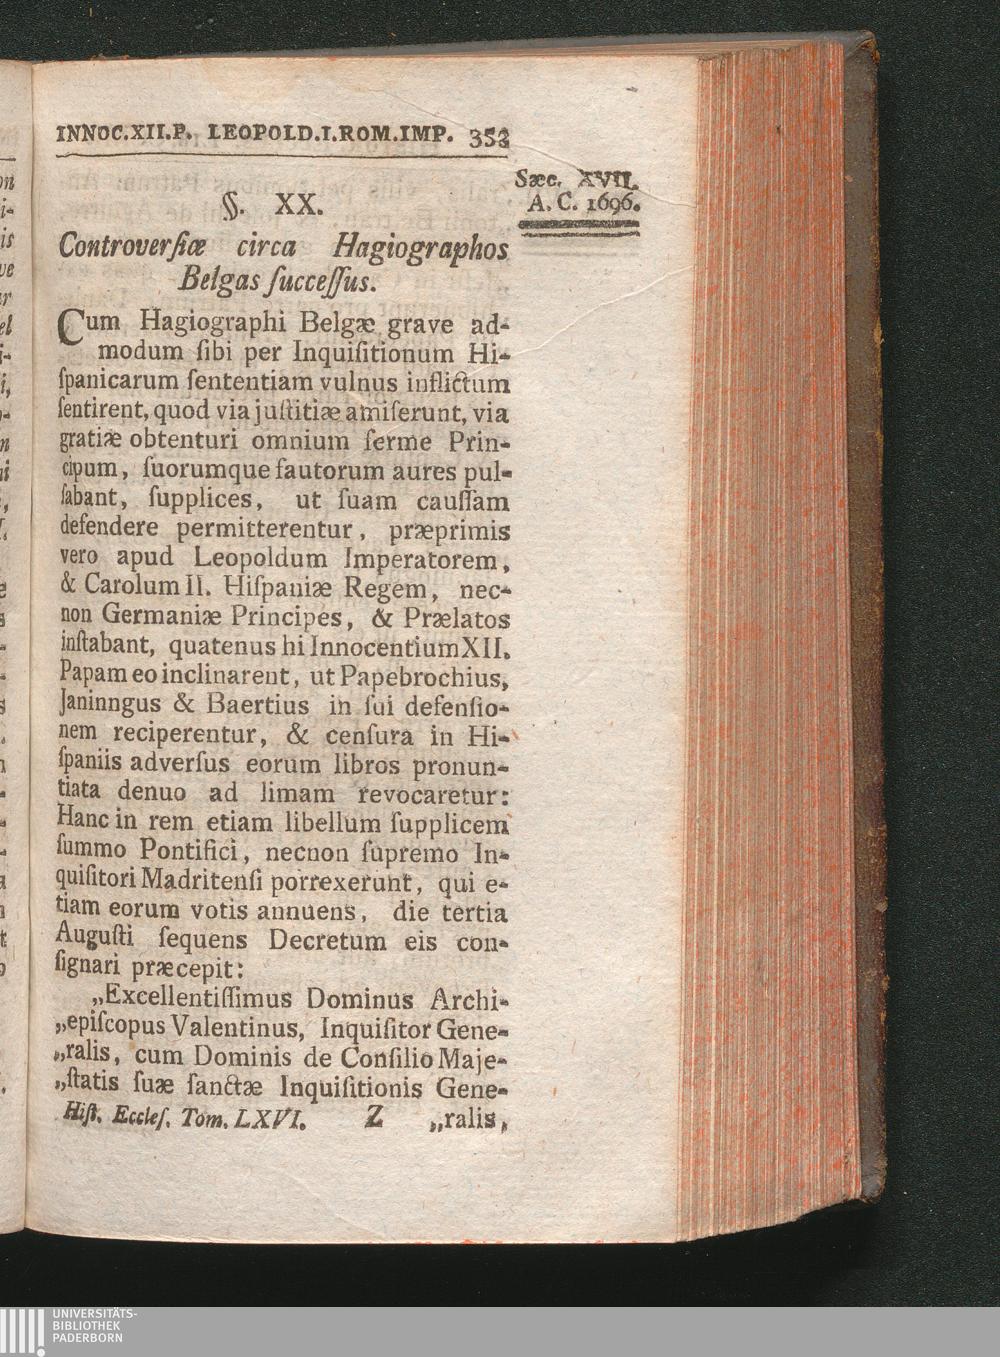 INNOC.XII.P. LEOPOLD.I.ROM.IMP. 353
Sæc. XVII.
A. C. 1696.
§. XX.
Controverſiæ circa Hagiographos
Belgas ſucceſſus.
Cum Hagiographi Belgæ grave ad-
modum ſibi per Inquiſitionum Hi-
ſpanicarum ſententiam vulnus inflictum
ſentirent, quod via juſtitiæ amiſerunt, via
gratiæ obtenturi omnium ferme Prin-
cipum, ſuorumque fautorum aures pul-
ſabant, ſupplices, ut ſuam cauſſam
defendere permitterentur, præprimis
vero apud Leopoldum Imperatorem,
& Carolum II. Hiſpaniæ Regem, nec-
non Germaniæ Principes, & Prælatos
inſtabant, quatenus hi Innocentium XII.
Papam eo inclinarent, ut Papebrochius,
Janinngus & Baertius in ſui defenſio-
nem reciperentur, & cenſura in Hi-
ſpaniis adverſus eorum libros pronun-
tiata denuo ad limam revocaretur:
Hanc in rem etiam libellum ſupplicem
ſummo Pontifici, necnon ſupremo In-
quiſitori Madritenſi porrexerunt, qui e-
tiam eorum votis annuens, die tertia
Auguſti ſequens Decretum eis con-
ſignari præcepit:
„Excellentiſſimus Dominus Archi-
„epiſcopus Valentinus, Inquiſitor Gene-
„ralis, cum Dominis de Conſilio Maje-
„ſtatis ſuæ ſanctæ Inquiſitionis Gene-
Hiſt. Eccleſ. Tom. LXVI. Z „ralis,
UNIVERSITÄTS-
BIBLIOTHEK
PADERBORN